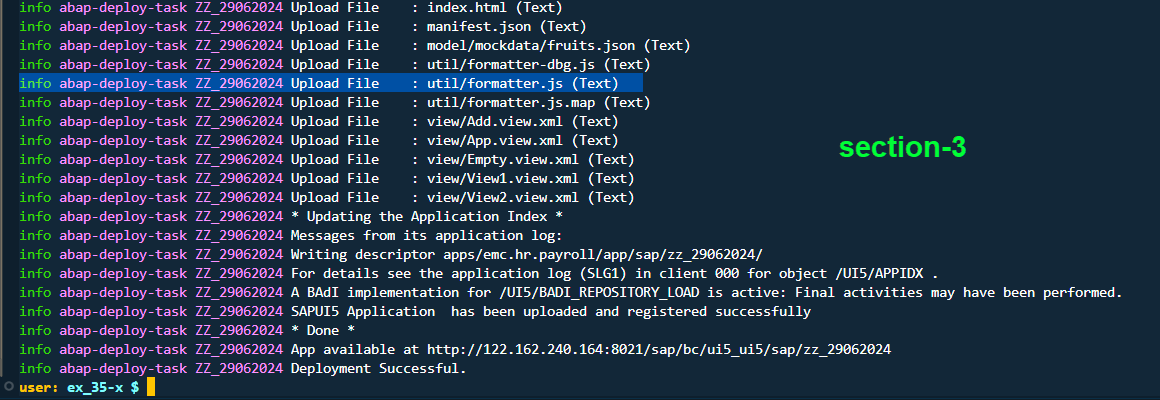 info abap-deploy-task ZZ_29062024 Upload File    : index.html (Text)
info abap-deploy-task ZZ_29062024 Upload File    : manifest.json (Text)
info abap-deploy-task ZZ_29062024 Upload File    : model/mockdata/fruits.json (Text)
info abap-deploy-task ZZ_29062024 Upload File    : util/formatter-dbg.js (Text)
info abap-deploy-task ZZ_29062024 Upload File    : util/formatter.js (Text)
info abap-deploy-task ZZ_29062024 Upload File    : util/formatter.js.map (Text)
info abap-deploy-task ZZ_29062024 Upload File    : view/Add.view.xml (Text)
info abap-deploy-task ZZ_29062024 Upload File    : view/App.view.xml (Text)
section-3
info abap-deploy-task ZZ_29062024 Upload File    : view/Empty.view.xml (Text)
info abap-deploy-task ZZ_29062024 Upload File    : view/View1.view.xml (Text)
info abap-deploy-task ZZ_29062024 Upload File    : view/View2.view.xml (Text)
info abap-deploy-task ZZ_29062024 * Updating the Application Index *
info abap-deploy-task ZZ_29062024 Messages from its application log:
info abap-deploy-task ZZ_29062024 Writing descriptor apps/emc.hr.payroll/app/sap/zz_29062024/
info abap-deploy-task ZZ_29062024 For details see the application log (SLG1) in client 000 for object /UI5/APPIDX .
info abap-deploy-task ZZ_29062024 A BAdI implementation for /UI5/BADI_REPOSITORY_LOAD is active: Final activities may have been performed.
info abap-deploy-task ZZ_29062024 SAPUI5 Application  has been uploaded and registered successfully
info abap-deploy-task ZZ_29062024 * Done *
info abap-deploy-task ZZ_29062024 App available at http://122.162.240.164:8021/sap/bc/ui5_ui5/sap/zz_29062024
info abap-deploy-task ZZ_29062024 Deployment Successful.
user: ex_35-x $